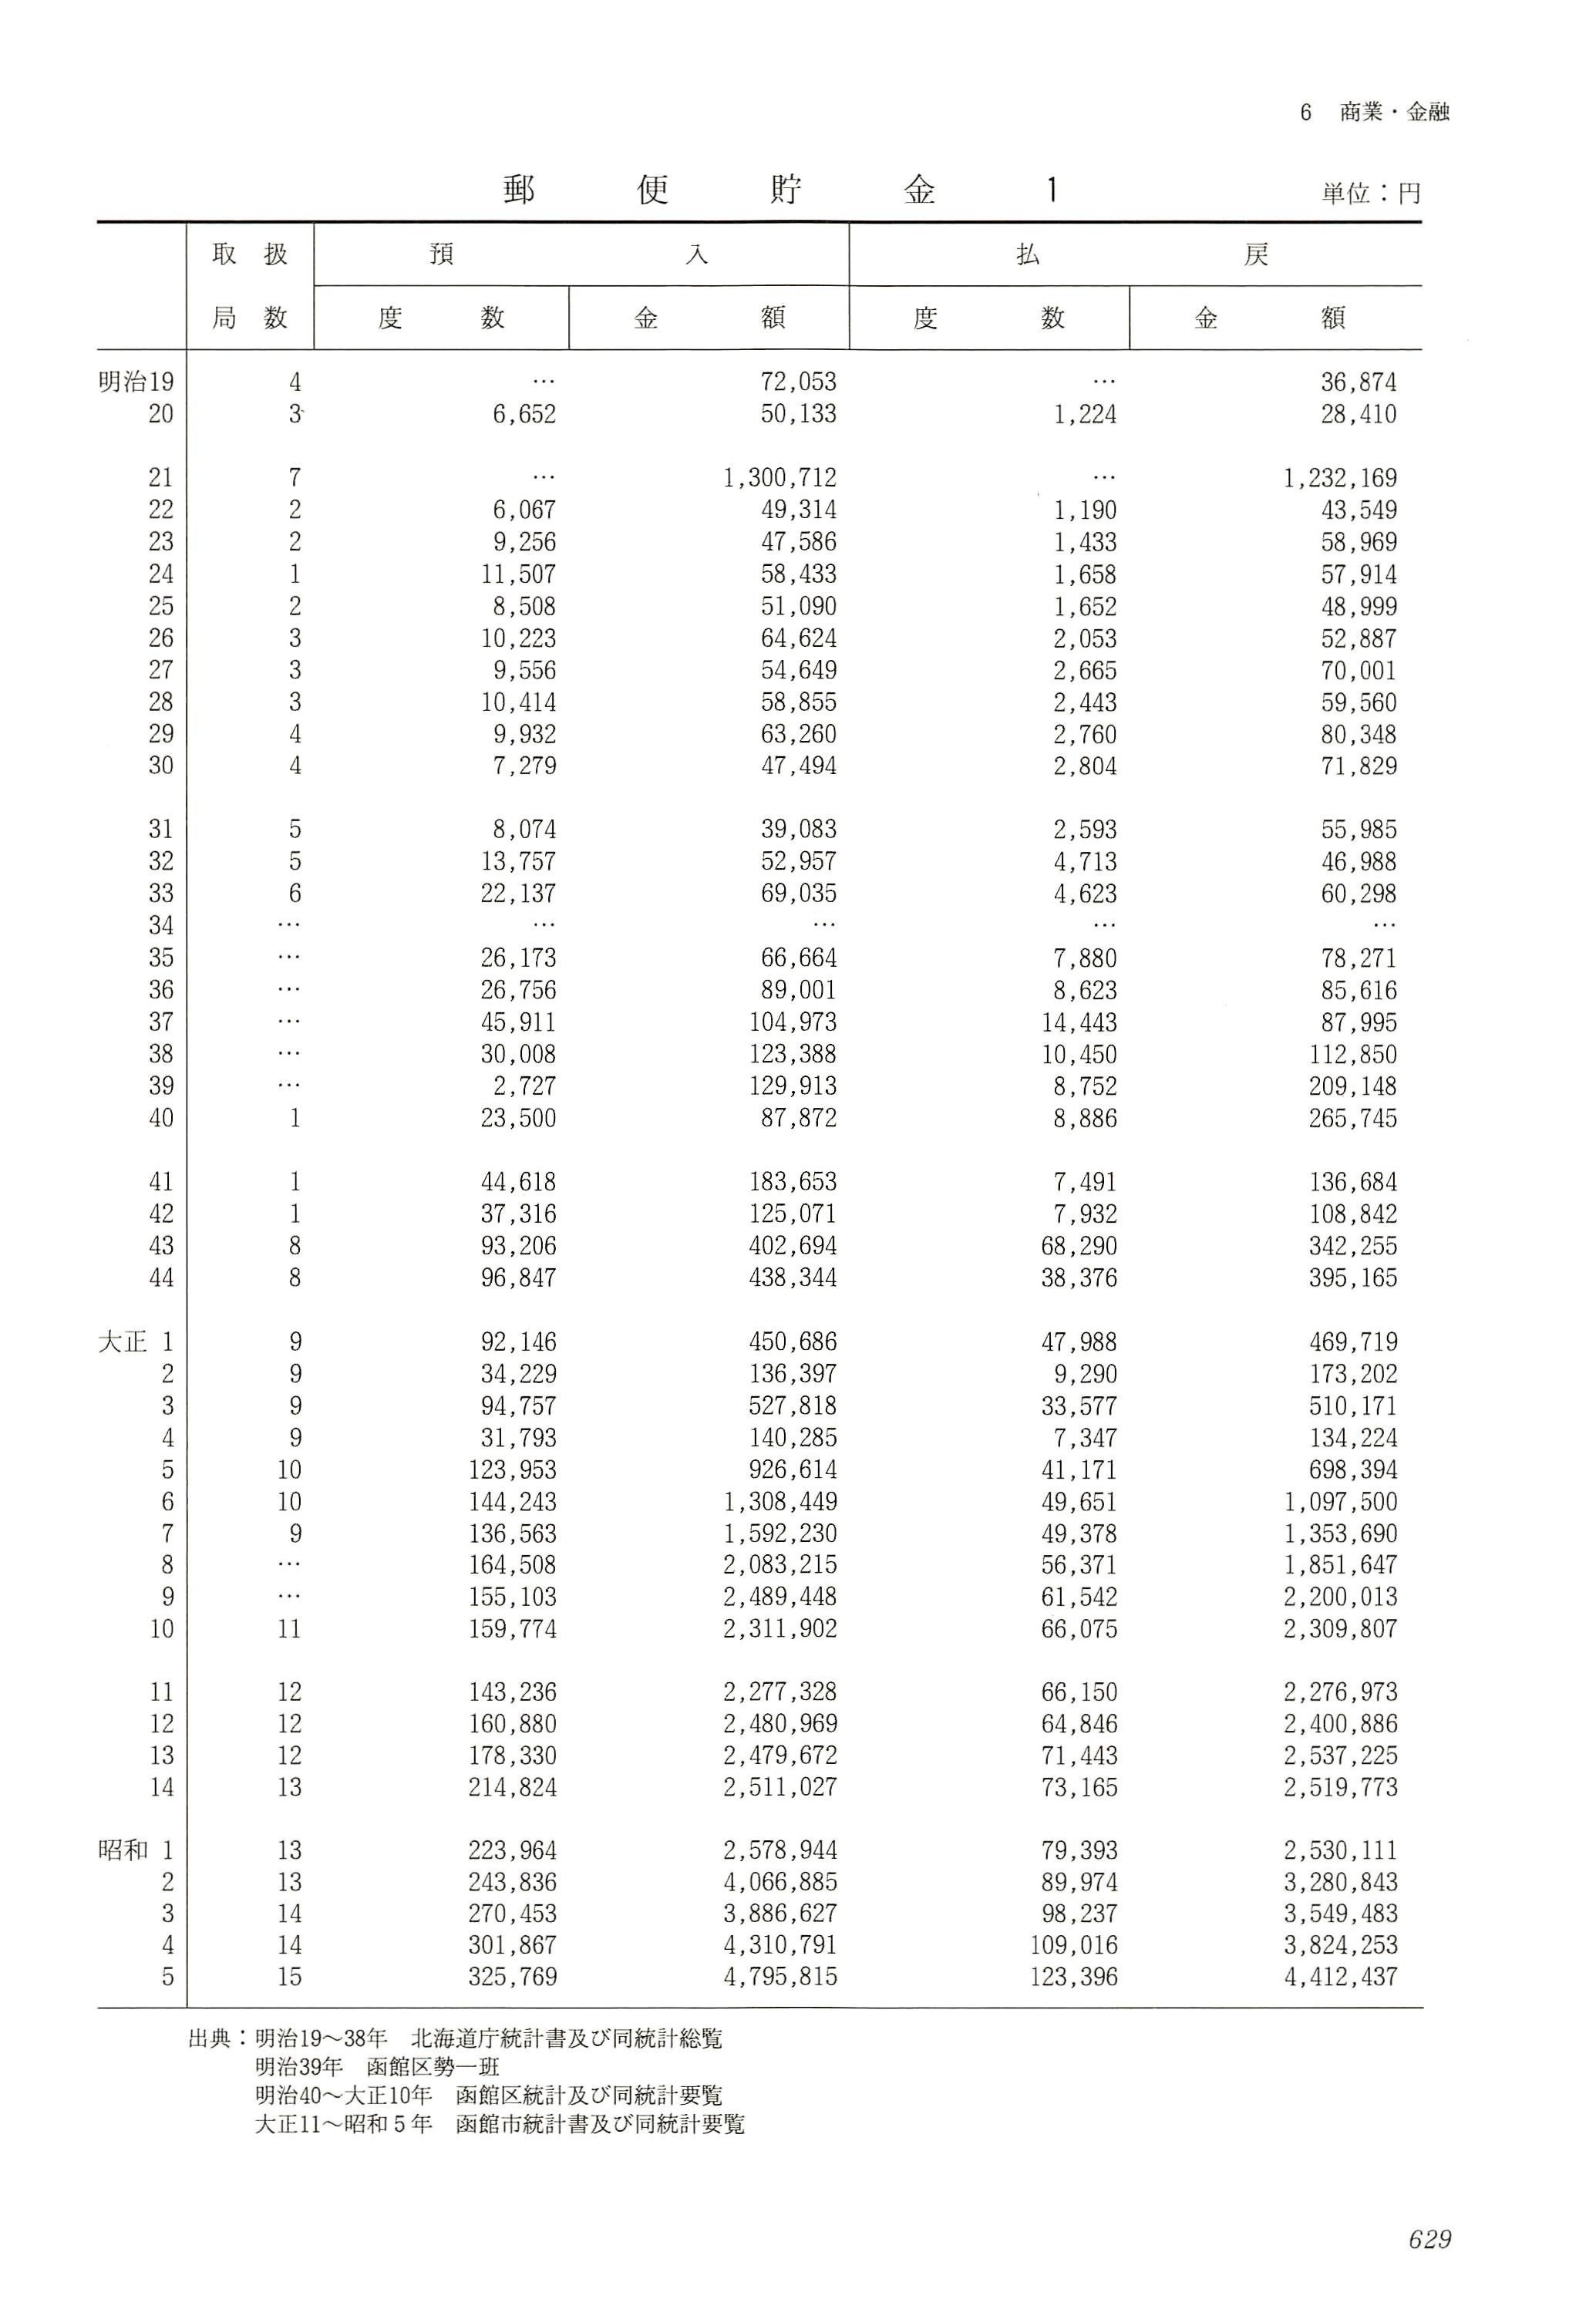 6 商業・金融
郵便貯金1 単位：円
取扱 預入 払戻
局数 度数 金額 度数 金額
明治19 4 … 72,053 … 36,874
20 3 6,652 50,133 1,224 28,410
21 7 … 1,300,712 … 1,232,169
22 2 6,067 49,314 1,190 43,549
23 2 9,256 47,586 1,433 58,969
24 1 11,507 58,433 1,658 57,914
25 2 8,508 51,090 1,652 48,999
26 3 10,223 64,624 2,053 52,887
27 3 9,556 54,649 2,665 70,001
28 3 10,414 58,855 2,443 59,560
29 4 9,932 63,260 2,760 80,348
30 4 7,279 47,494 2,804 71,829
31 5 8,074 39,083 2,593 55,985
32 5 13,757 52,957 4,713 46,988
33 6 22,137 69,035 4,623 60,298
34 … … … … …
35 … 26,173 66,664 7,880 78,271
36 … 26,756 89,001 8,623 85,616
37 … 45,911 104,973 14,443 87,995
38 … 30,008 123,388 10,450 112,850
39 … 2,727 129,913 8,752 209,148
40 1 23,500 87,872 8,886 265,745
41 1 44,618 183,653 7,491 136,684
42 1 37,316 125,071 7,932 108,842
43 8 93,206 402,694 68,290 342,255
44 8 96,847 438,344 38,376 395,165
大正 1 9 92,146 450,686 47,988 469,719
2 9 34,229 136,397 9,290 173,202
3 9 94,757 527,818 33,577 510,171
4 9 31,793 140,285 7,347 134,224
5 10 123,953 926,614 41,171 698,394
6 10 144,243 1,308,449 49,651 1,097,500
7 9 136,563 1,592,230 49,378 1,353,690
8 … 164,508 2,083,215 56,371 1,851,647
9 … 155,103 2,489,448 61,542 2,200,013
10 11 159,774 2,311,902 66,075 2,309,807
11 12 143,236 2,277,328 66,150 2,276,973
12 12 160,880 2,480,969 64,846 2,400,886
13 12 178,330 2,479,672 71,443 2,537,225
14 13 214,824 2,511,027 73,165 2,519,773
昭和 1 13 223,964 2,578,944 79,393 2,530,111
2 13 243,836 4,066,885 89,974 3,280,843
3 14 270,453 3,886,627 98,237 3,549,483
4 14 301,867 4,310,791 109,016 3,824,253
5 15 325,769 4,795,815 123,396 4,412,437
出典：明治19～38年 北海道庁統計書及び同統計総覧
明治39年 函館区勢一班
明治40～大正10年 函館区統計及び同統計要覧
大正11～昭和5年 函館市統計書及び同統計要覧
629